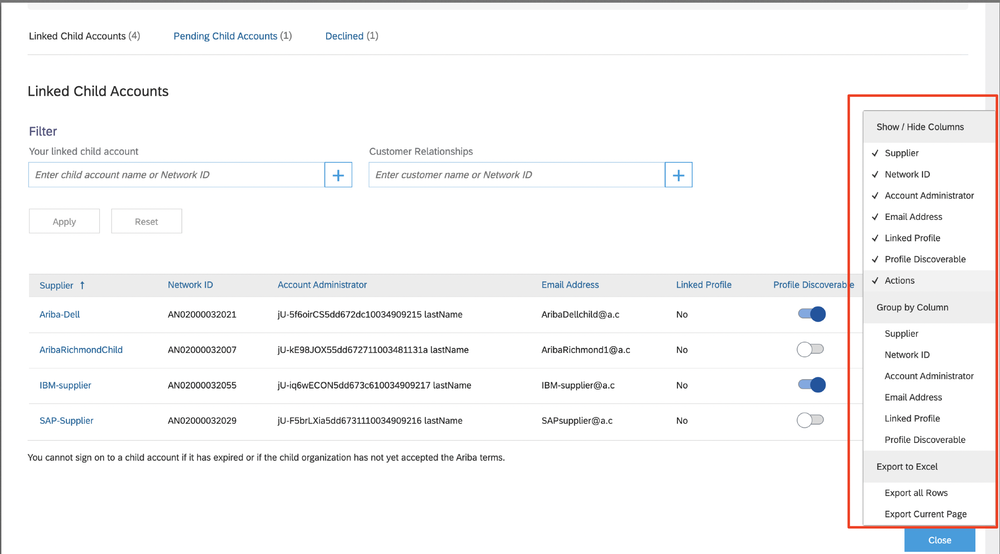 Linked Child Accounts (4) Pending Child Accounts (1) Declined (1)
Linked Child Accounts
Filter
Your linked child account Customer Relationships
Enter child account name or Network ID + Enter customer name or Network ID +
Apply Reset
Supplier ↑ Network ID Account Administrator Email Address Linked Profile Profile Discoverable
Ariba-Dell AN02000032021 jU-5f6oirCS5dd672dc10034909215 lastName AribaDellchild@a.c No
AribaRichmondChild AN02000032007 jU-kE98JOX55dd672711003481131a lastName AribaRichmond1@a.c No
IBM-supplier AN02000032055 jU-iq6wECON5dd673c610034909217 lastName IBM-supplier@a.c No
SAP-Supplier AN02000032029 jU-F5brLXia5dd6731110034909216 lastName SAPsupplier@a.c No
You cannot sign on to a child account if it has expired or if the child organization has not yet accepted the Ariba terms.
Show / Hide Columns
✓ Supplier
✓ Network ID
✓ Account Administrator
✓ Email Address
✓ Linked Profile
✓ Profile Discoverable
✓ Actions
Group by Column
Supplier
Network ID
Account Administrator
Email Address
Linked Profile
Profile Discoverable
Export to Excel
Export all Rows
Export Current Page
Close